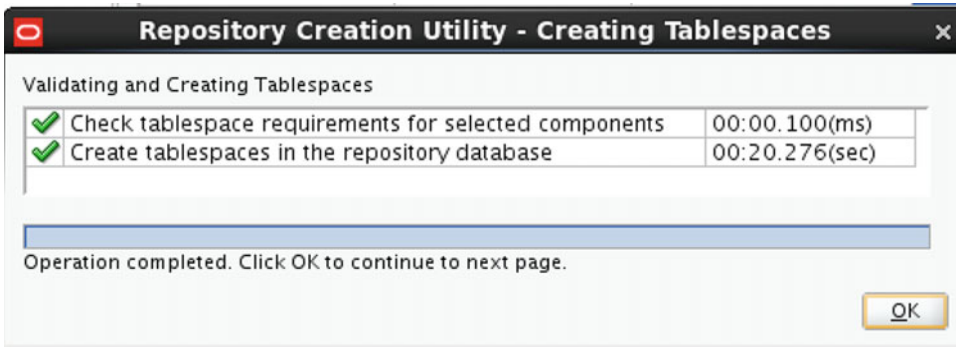 Repository Creation Utility - Creating Tablespaces
Validating and Creating Tablespaces
Check tablespace requirements for selected components 00:00.100(ms)
Create tablespaces in the repository database 00:20.276(sec)
Operation completed. Click OK to continue to next page.
OK